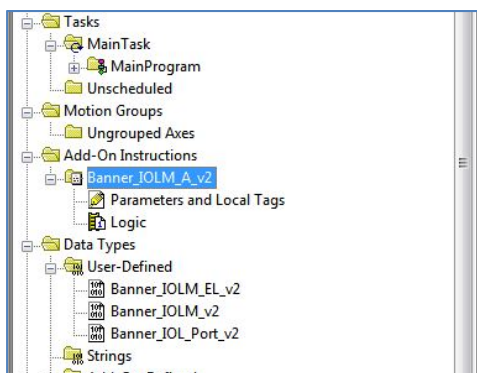 Tasks
MainTask
MainProgram
Unscheduled
Motion Groups
Ungrouped Axes
Add-On Instructions
Banner_IOLM_A_v2
Parameters and Local Tags
Logic
Data Types
User-Defined
Banner_IOLM_EL_v2
Banner_IOLM_v2
Banner_IOL_Port_v2
Strings